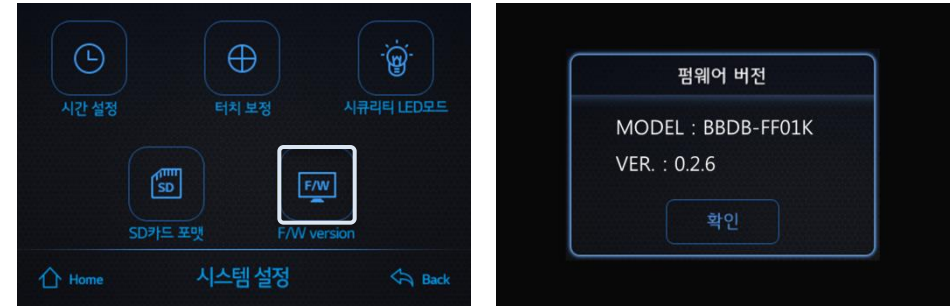 시간 설정
터치 보정
시큐리티 LED모드
SD
SD카드 포맷
F/W
F/W version
Home
시스템 설정
Back
펌웨어 버전
MODEL : BBDB-FF01K
VER. : 0.2.6
확인